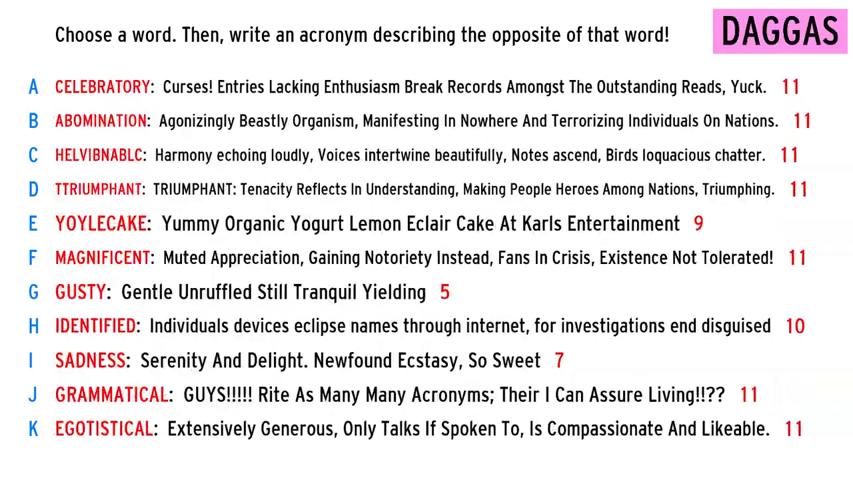 Choose a word. Then, write an acronym describing the opposite of that word!
DAGGAS
A CELEBRATORY: Curses! Entries Lacking Enthusiasm Break Records Amongst The Outstanding Reads, Yuck. 11
B ABOMINATION: Agonizingly Beastly Organism, Manifesting In Nowhere And Terrorizing Individuals On Nations. 11
C HELVIBNABLC: Harmony echoing loudly, Voices intertwine beautifully, Notes ascend, Birds loquacious chatter. 11
D TTRIUMPHANT: TRIUMPHANT: Tenacity Reflects In Understanding, Making People Heroes Among Nations, Triumphing. 11
E YOYLECAKE: Yummy Organic Yogurt Lemon Eclair Cake At Karls Entertainment 9
F MAGNIFICENT: Muted Appreciation, Gaining Notoriety Instead, Fans In Crisis, Existence Not Tolerated! 11
G GUSTY: Gentle Unruffled Still Tranquil Yielding 5
H IDENTIFIED: Individuals devices eclipse names through internet, for investigations end disguised 10
I SADNESS: Serenity And Delight. Newfound Ecstasy, So Sweet 7
J GRAMMATICAL: GUYS!!!!! Rite As Many Many Acronyms; Their I Can Assure Living!!?? 11
K EGOTISTICAL: Extensively Generous, Only Talks If Spoken To, Is Compassionate And Likeable. 11